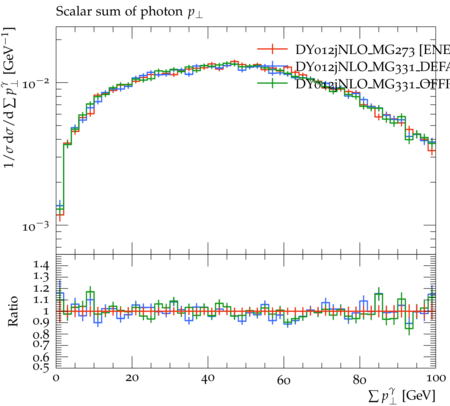 Scalar sum of photon p⊥
DY012jNLO_MG273 [ENE
DY012jNLO_MG331_DEFA
DY012jNLO_MG331_OFFI
1/σ dσ/d∑ p⊥^γ [GeV⁻¹]
10⁻²
10⁻³
Ratio
1.4
1.3
1.2
1.1
1
0.9
0.8
0.7
0.6
0.5
0 20 40 60 80 100
∑ p⊥^γ [GeV]